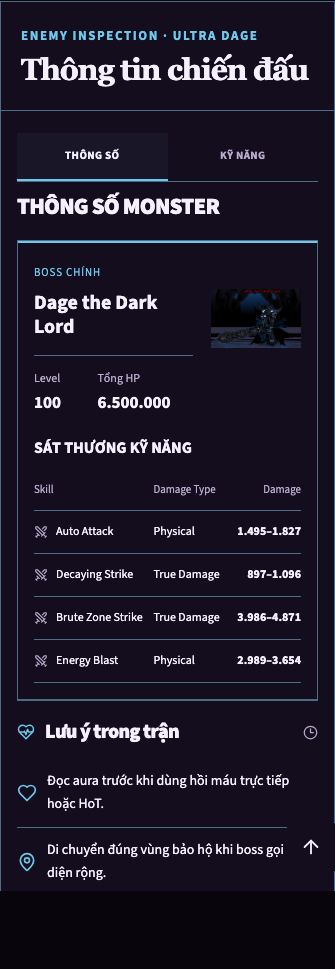 ENEMY INSPECTION · ULTRA DAGE
Thông tin chiến đấu
THÔNG SỐ
KỸ NĂNG
THÔNG SỐ MONSTER
BOSS CHÍNH
Dage the Dark
Lord
Level Tổng HP
100 6.500.000
SÁT THƯƠNG KỸ NĂNG
Skill Damage Type Damage
Auto Attack Physical 1.495–1.827
Decaying Strike True Damage 897–1.096
Brute Zone Strike True Damage 3.986–4.871
Energy Blast Physical 2.989–3.654
Lưu ý trong trận
Đọc aura trước khi dùng hồi máu trực tiếp
hoặc HoT.
Di chuyển đúng vùng bảo hộ khi boss gọi
diện rộng.